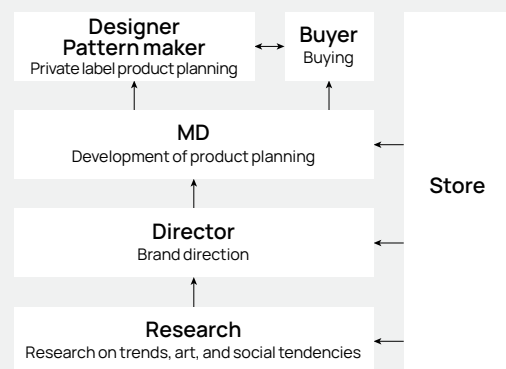 Designer
Pattern maker
Private label product planning
Buyer
Buying
MD
Development of product planning
Store
Director
Brand direction
Research
Research on trends, art, and social tendencies